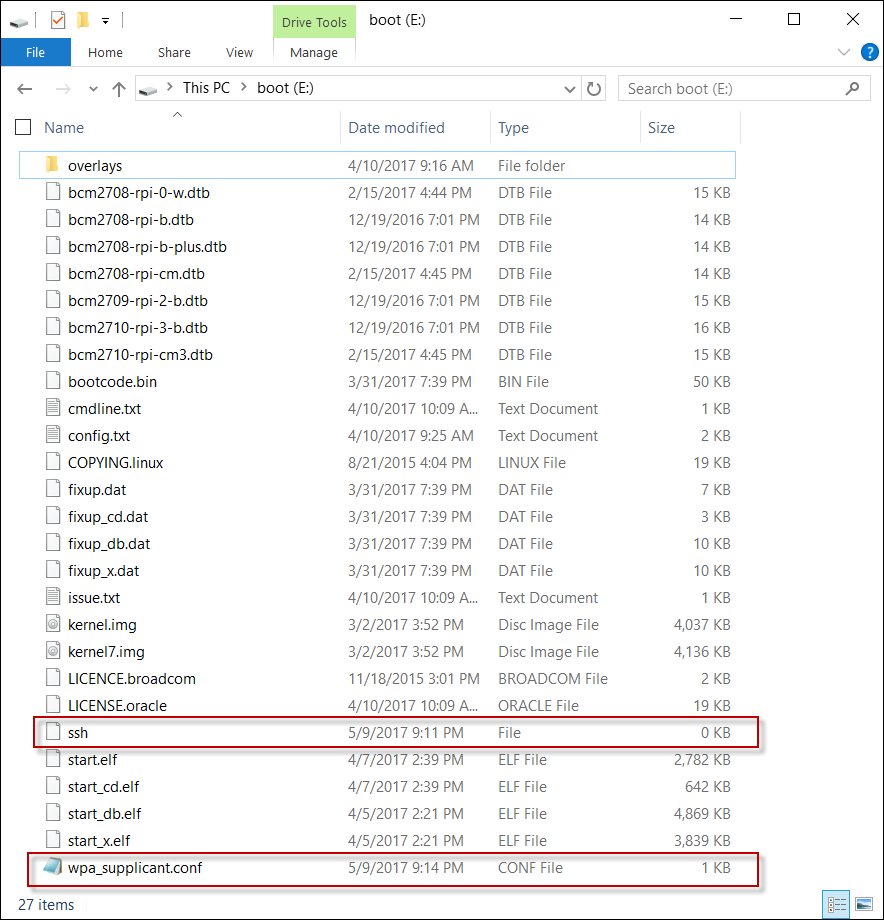 Drive Tools boot (E:)
File Home Share View Manage
This PC boot (E:) Search boot (E:)
Name Date modified Type Size
overlays 4/10/2017 9:16 AM File folder
bcm2708-rpi-0-w.dtb 2/15/2017 4:44 PM DTB File 15 KB
bcm2708-rpi-b.dtb 12/19/2016 7:01 PM DTB File 14 KB
bcm2708-rpi-b-plus.dtb 12/19/2016 7:01 PM DTB File 14 KB
bcm2708-rpi-cm.dtb 2/15/2017 4:45 PM DTB File 14 KB
bcm2709-rpi-2-b.dtb 12/19/2016 7:01 PM DTB File 15 KB
bcm2710-rpi-3-b.dtb 12/19/2016 7:01 PM DTB File 16 KB
bcm2710-rpi-cm3.dtb 2/15/2017 4:45 PM DTB File 15 KB
bootcode.bin 3/31/2017 7:39 PM BIN File 50 KB
cmdline.txt 4/10/2017 10:09 A... Text Document 1 KB
config.txt 4/10/2017 9:25 AM Text Document 2 KB
COPYING.linux 8/21/2015 4:04 PM LINUX File 19 KB
fixup.dat 3/31/2017 7:39 PM DAT File 7 KB
fixup_cd.dat 3/31/2017 7:39 PM DAT File 3 KB
fixup_db.dat 3/31/2017 7:39 PM DAT File 10 KB
fixup_x.dat 3/31/2017 7:39 PM DAT File 10 KB
issue.txt 4/10/2017 10:09 A... Text Document 1 KB
kernel.img 3/2/2017 3:52 PM Disc Image File 4,037 KB
kernel7.img 3/2/2017 3:52 PM Disc Image File 4,136 KB
LICENCE.broadcom 11/18/2015 3:01 PM BROADCOM File 2 KB
LICENSE.oracle 4/10/2017 10:09 A... ORACLE File 19 KB
ssh 5/9/2017 9:11 PM File 0 KB
start.elf 4/7/2017 2:39 PM ELF File 2,782 KB
start_cd.elf 4/7/2017 2:39 PM ELF File 642 KB
start_db.elf 4/5/2017 2:21 PM ELF File 4,869 KB
start_x.elf 4/5/2017 2:21 PM ELF File 3,839 KB
wpa_supplicant.conf 5/9/2017 9:14 PM CONF File 1 KB
27 items